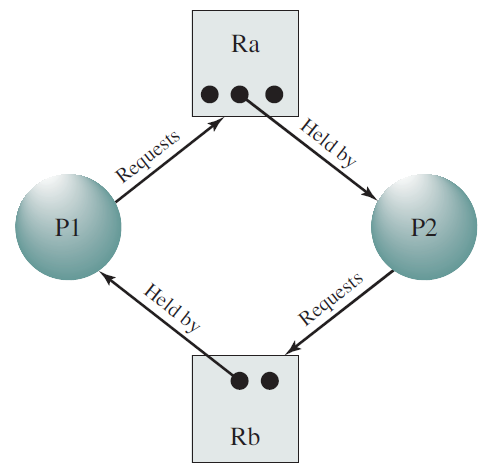 Ra
Requests
Held by
P1
P2
Held by
Requests
Rb